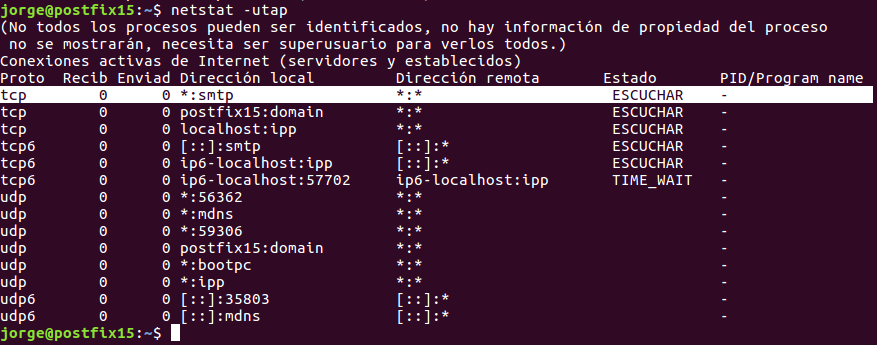 jorge@postfix15:~$ netstat -utap
(No todos los procesos pueden ser identificados, no hay información de propiedad del proceso
 no se mostrarán, necesita ser superusuario para verlos todos.)
Conexiones activas de Internet (servidores y establecidos)
Proto  Recib Enviad Dirección local         Dirección remota        Estado       PID/Program name
tcp        0      0 *:smtp                  *:*                     ESCUCHAR     -
tcp        0      0 postfix15:domain        *:*                     ESCUCHAR     -
tcp        0      0 localhost:ipp           *:*                     ESCUCHAR     -
tcp6       0      0 [::]:smtp               [::]:*                  ESCUCHAR     -
tcp6       0      0 ip6-localhost:ipp       [::]:*                  ESCUCHAR     -
tcp6       0      0 ip6-localhost:57702     ip6-localhost:ipp       TIME_WAIT    -
udp        0      0 *:56362                 *:*                                  -
udp        0      0 *:mdns                  *:*                                  -
udp        0      0 *:59306                 *:*                                  -
udp        0      0 postfix15:domain        *:*                                  -
udp        0      0 *:bootpc                *:*                                  -
udp        0      0 *:ipp                   *:*                                  -
udp6       0      0 [::]:35803              [::]:*                               -
udp6       0      0 [::]:mdns               [::]:*                               -
jorge@postfix15:~$